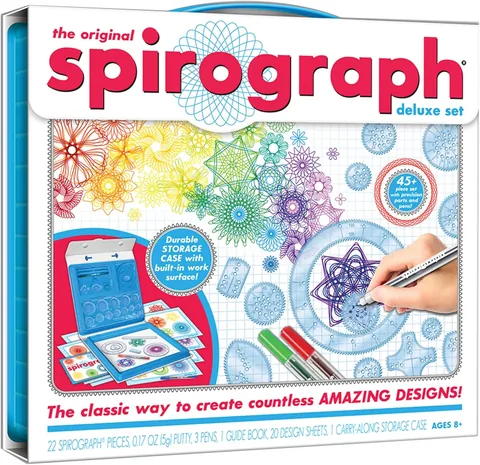 the original
spirograph®
deluxe set
45+
piece set
with precision
parts and
pens!
Durable
STORAGE
CASE with
built-in work
surface!
spirogra
The classic way to create countless AMAZING DESIGNS!
22 SPIROGRAPH® PIECES, 0.17 OZ (5g) PUTTY, 3 PENS, 1 GUIDE BOOK, 20 DESIGN SHEETS, 1 CARRY-ALONG STORAGE CASE
AGES 8+